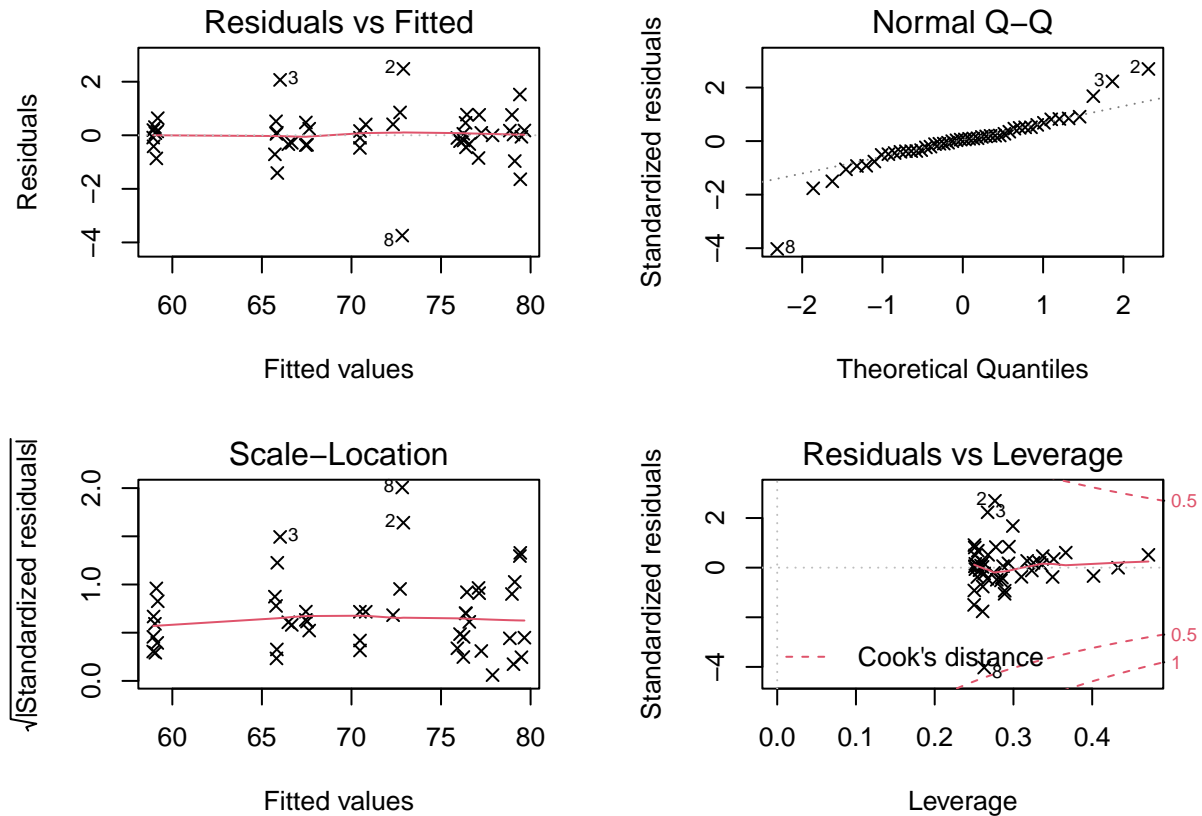 Residuals vs Fitted
Residuals
2
0
−2
−4
3
2
8
60 65 70 75 80
Fitted values
Normal Q−Q
Standardized residuals
2
0
−2
−4
3
2
8
−2 −1 0 1 2
Theoretical Quantiles
Scale−Location
√|Standardized residuals|
2.0
1.0
0.0
8
2
3
60 65 70 75 80
Fitted values
Residuals vs Leverage
Standardized residuals
2
0
−2
−4
2
3
8
0.5
0.5
1
Cook's distance
0.0 0.1 0.2 0.3 0.4
Leverage